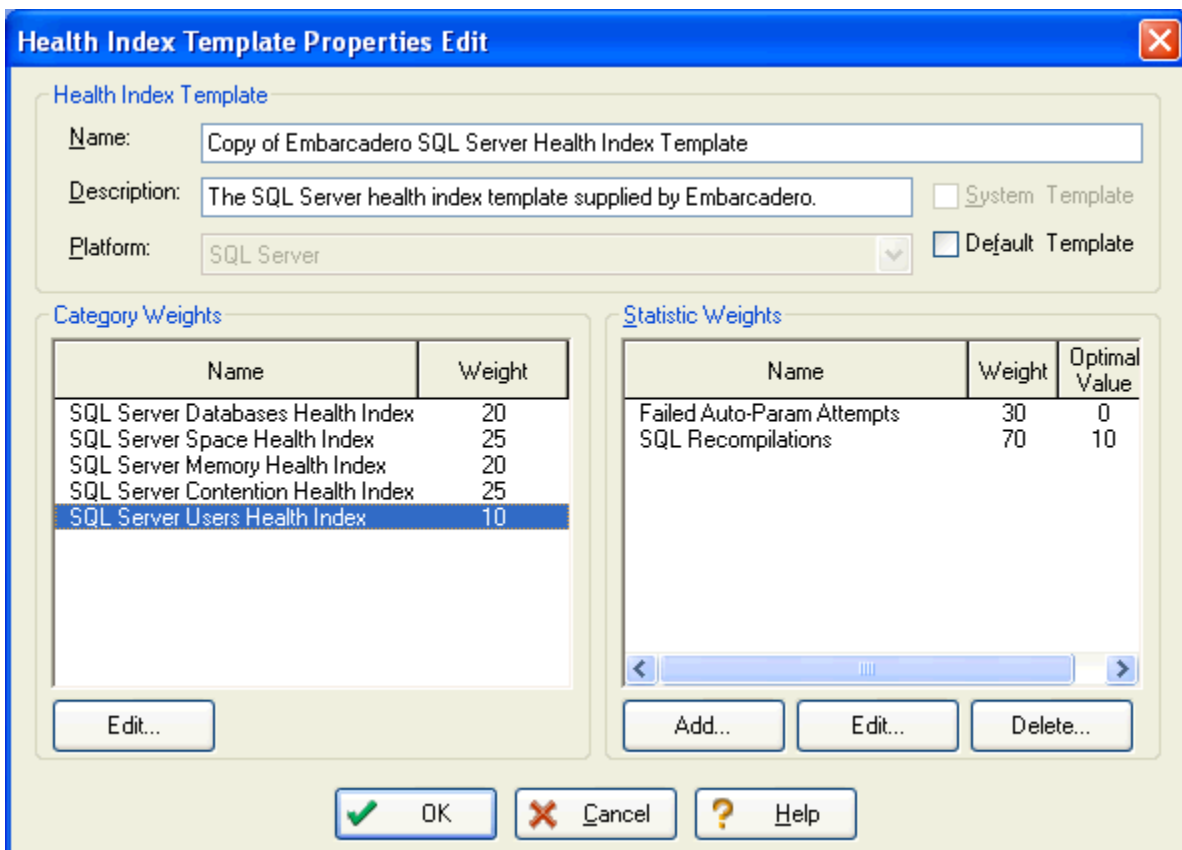 Health Index Template Properties Edit
Health Index Template
Name: Copy of Embarcadero SQL Server Health Index Template
Description: The SQL Server health index template supplied by Embarcadero. System Template
Platform: SQL Server Default Template
Category Weights
Name Weight
SQL Server Databases Health Index 20
SQL Server Space Health Index 25
SQL Server Memory Health Index 20
SQL Server Contention Health Index 25
SQL Server Users Health Index 10
Edit...
Statistic Weights
Name Weight Optimal Value
Failed Auto-Param Attempts 30 0
SQL Recompilations 70 10
Add... Edit... Delete...
OK Cancel Help